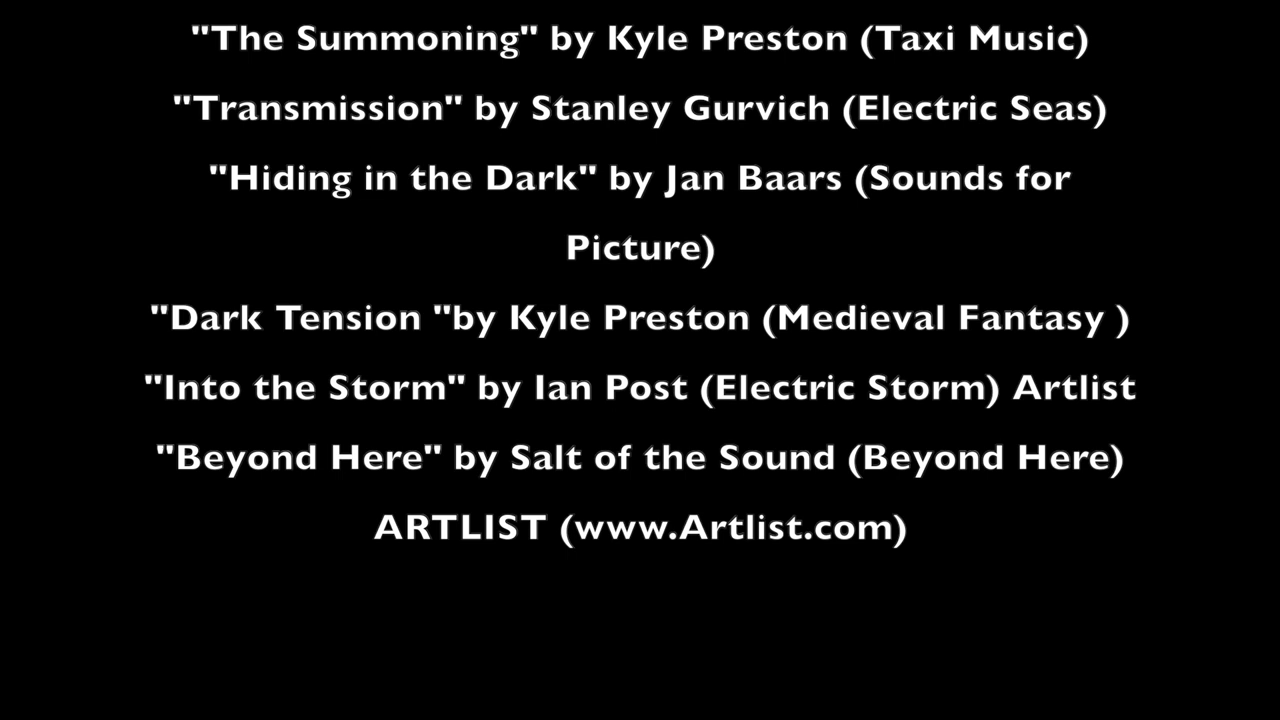 "The Summoning" by Kyle Preston (Taxi Music)
"Transmission" by Stanley Gurvich (Electric Seas)
"Hiding in the Dark" by Jan Baars (Sounds for
Picture)
"Dark Tension "by Kyle Preston (Medieval Fantasy )
"Into the Storm" by Ian Post (Electric Storm) Artlist
"Beyond Here" by Salt of the Sound (Beyond Here)
ARTLIST (www.Artlist.com)